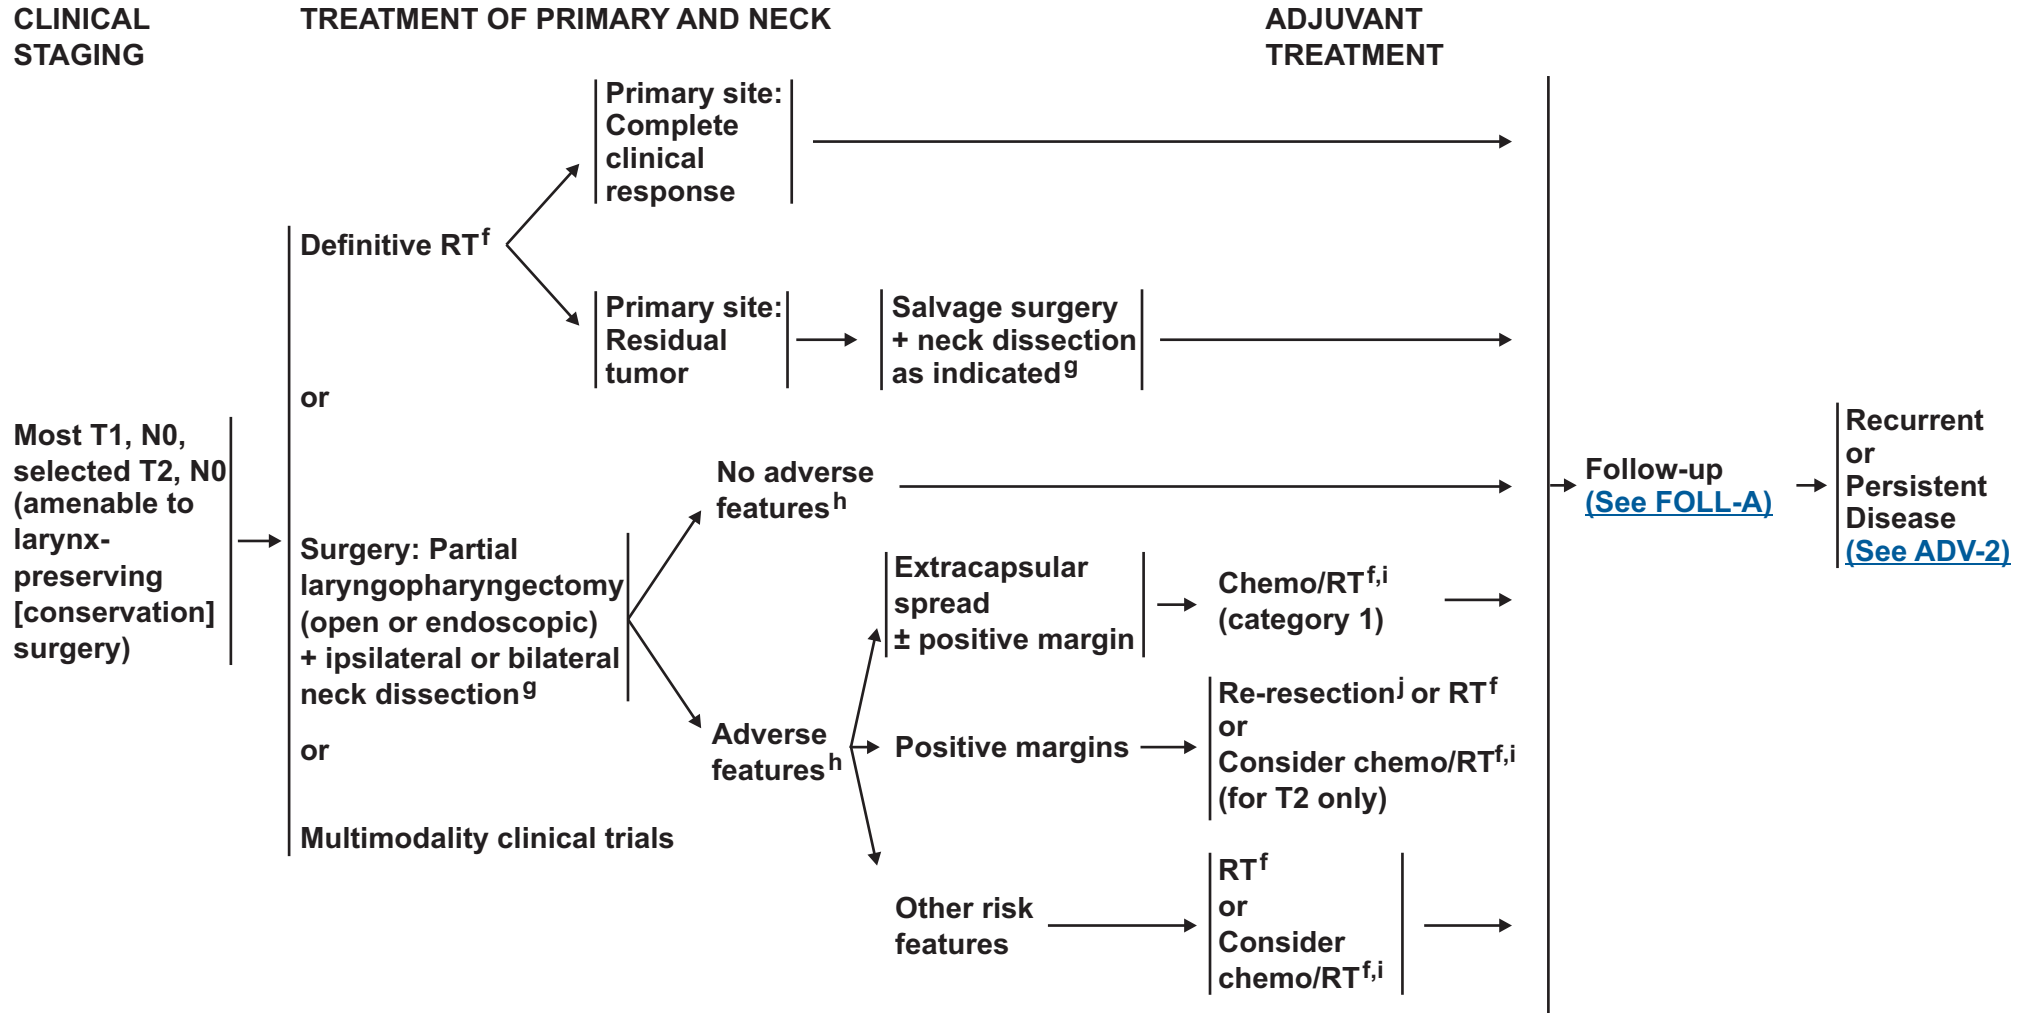 CLINICAL
STAGING
TREATMENT OF PRIMARY AND NECK
ADJUVANT
TREATMENT
Most T1, N0,
selected T2, N0
(amenable to
larynx-
preserving
[conservation]
surgery)
Definitive RTf
or
Surgery: Partial
laryngopharyngectomy
(open or endoscopic)
+ ipsilateral or bilateral
neck dissectiong
or
Multimodality clinical trials
Primary site:
Complete
clinical
response
Primary site:
Residual
tumor
Salvage surgery
+ neck dissection
as indicatedg
No adverse
featuresh
Adverse
featuresh
Extracapsular
spread
± positive margin
Chemo/RTf,i
(category 1)
Positive margins
Re-resectionj or RTf
or
Consider chemo/RTf,i
(for T2 only)
Other risk
features
RTf
or
Consider
chemo/RTf,i
Follow-up
(See FOLL-A)
Recurrent
or
Persistent
Disease
(See ADV-2)